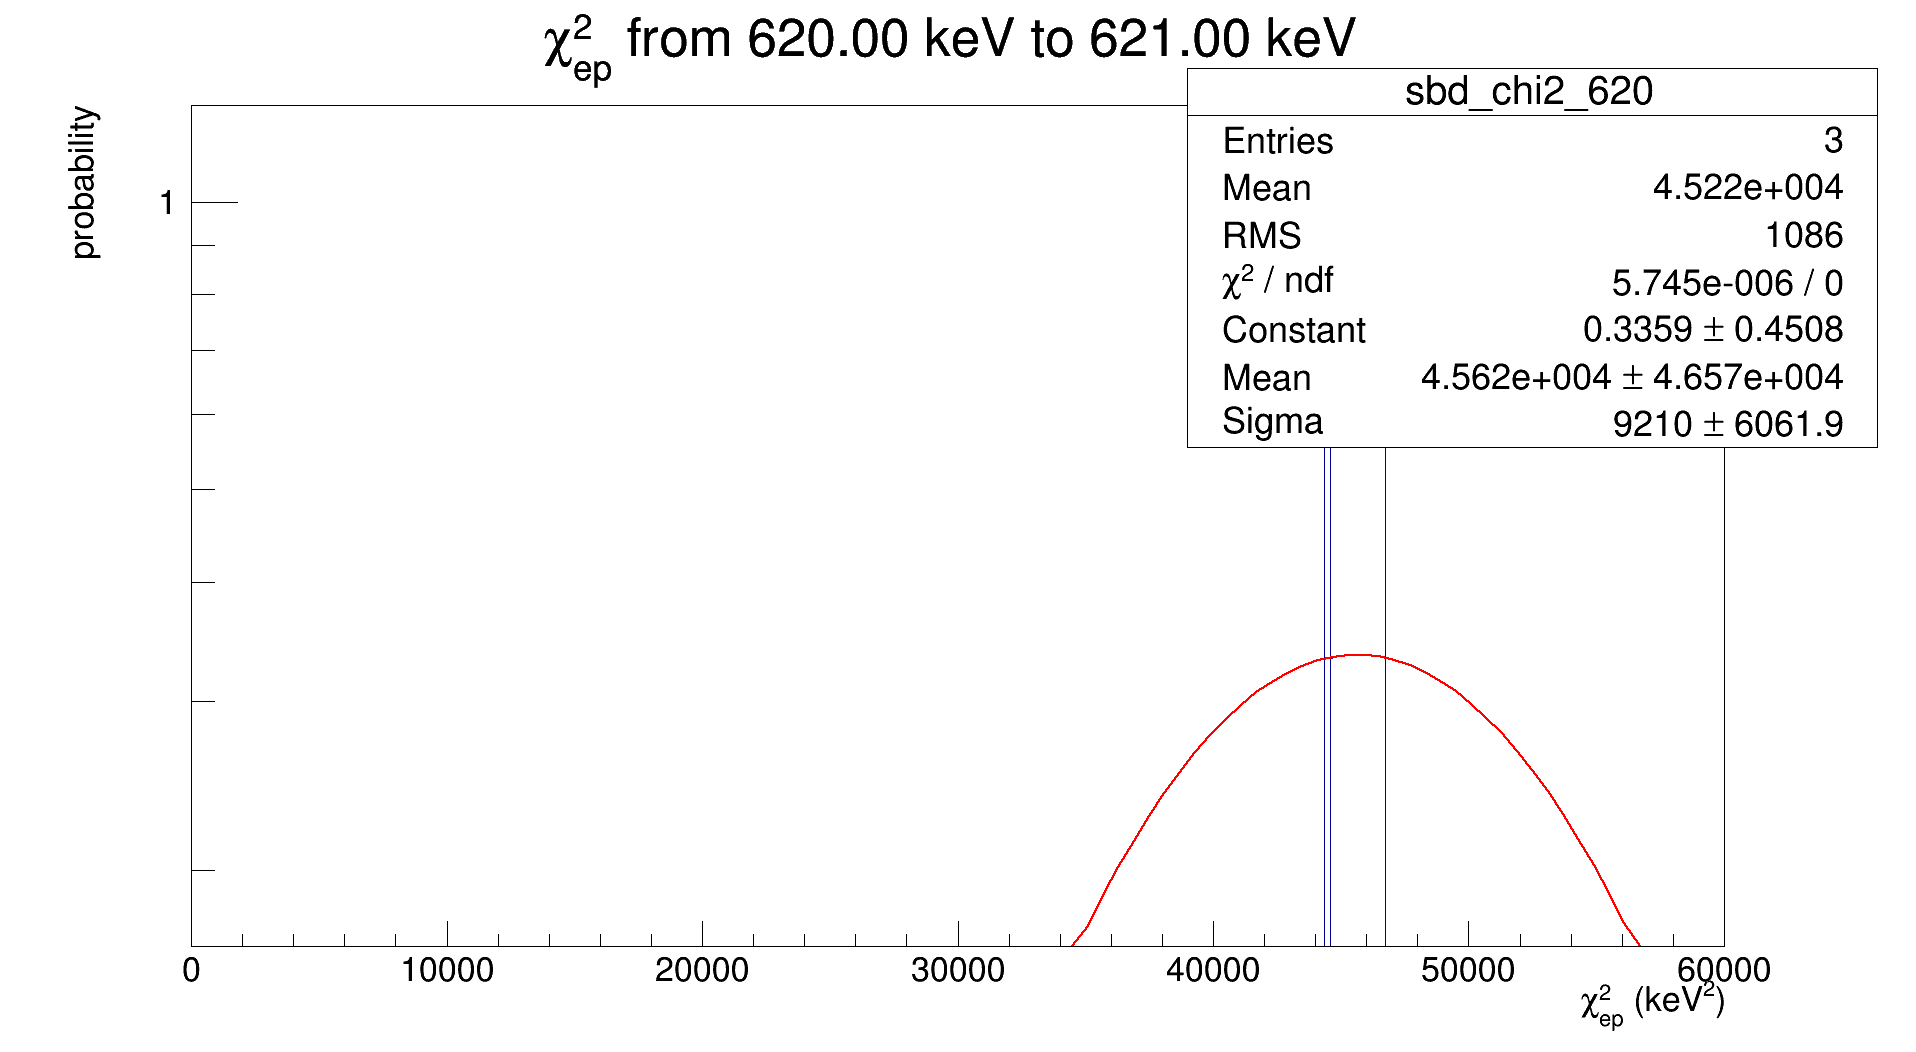 χ²ep from 620.00 keV to 621.00 keV
probability
1
sbd_chi2_620
Entries 3
Mean 4.522e+004
RMS 1086
χ² / ndf 5.745e-006 / 0
Constant 0.3359 ± 0.4508
Mean 4.562e+004 ± 4.657e+004
Sigma 9210 ± 6061.9
0 10000 20000 30000 40000 50000 60000
χ²ep (keV²)